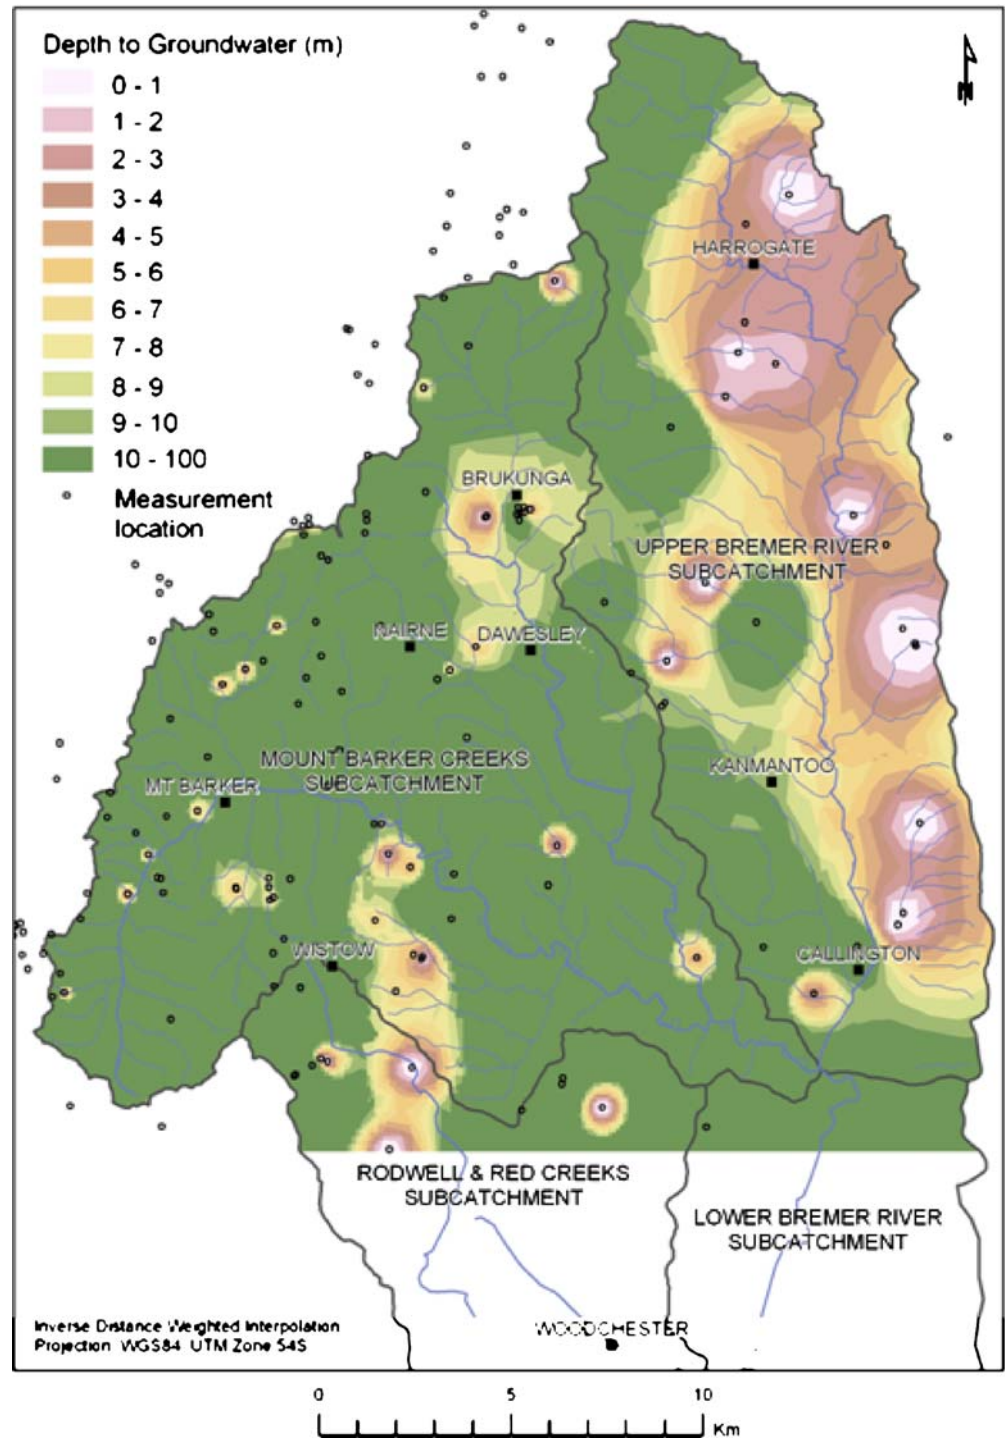 Depth to Groundwater (m)
0 - 1
1 - 2
2 - 3
3 - 4
4 - 5
5 - 6
6 - 7
7 - 8
8 - 9
9 - 10
10 - 100
Measurement
location
N
HARROGATE
BRUKUNGA
UPPER BREMER RIVER
SUBCATCHMENT
NAIRNE
DAWESLEY
MOUNT BARKER CREEKS
SUBCATCHMENT
MT BARKER
KANMANTOO
WISTOW
CALLINGTON
RODWELL & RED CREEKS
SUBCATCHMENT
LOWER BREMER RIVER
SUBCATCHMENT
WOODCHESTER
Inverse Distance Weighted Interpolation
Projection WGS84 UTM Zone 54S
0 5 10
Km